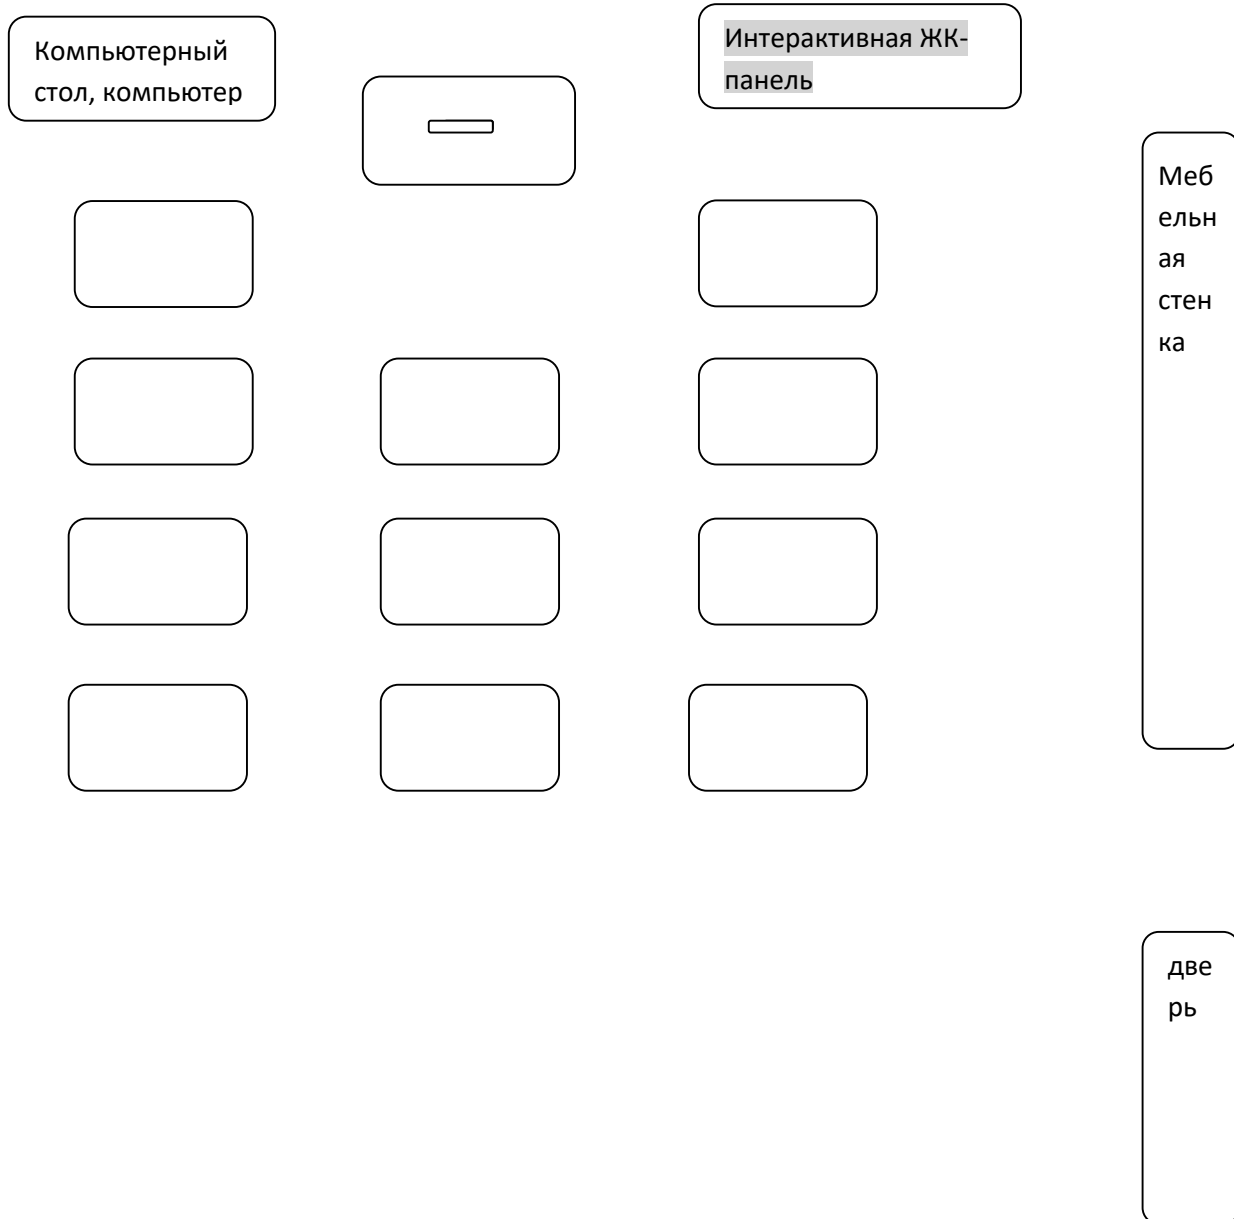 Компьютерный
стол, компьютер
Интерактивная ЖК-
панель
Меб
ельн
ая
стен
ка
две
рь